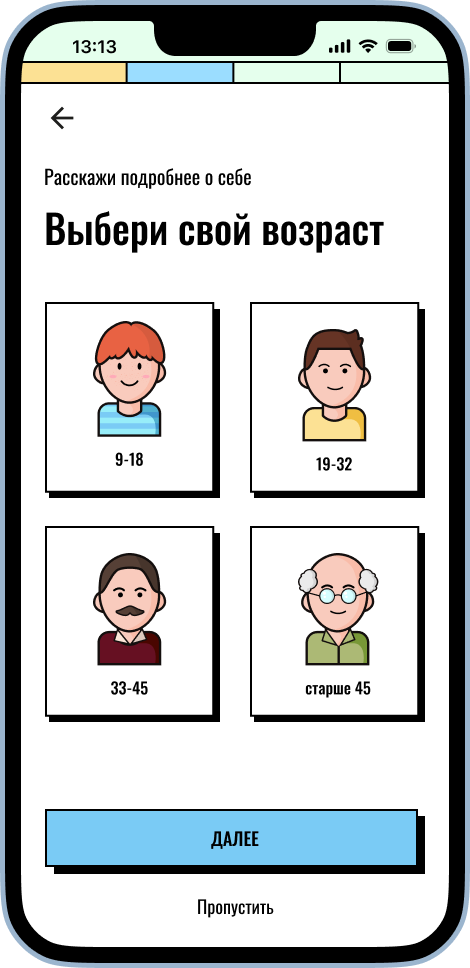 13:13
Расскажи подробнее о себе
Выбери свой возраст
9-18
19-32
33-45
старше 45
ДАЛЕЕ
Пропустить